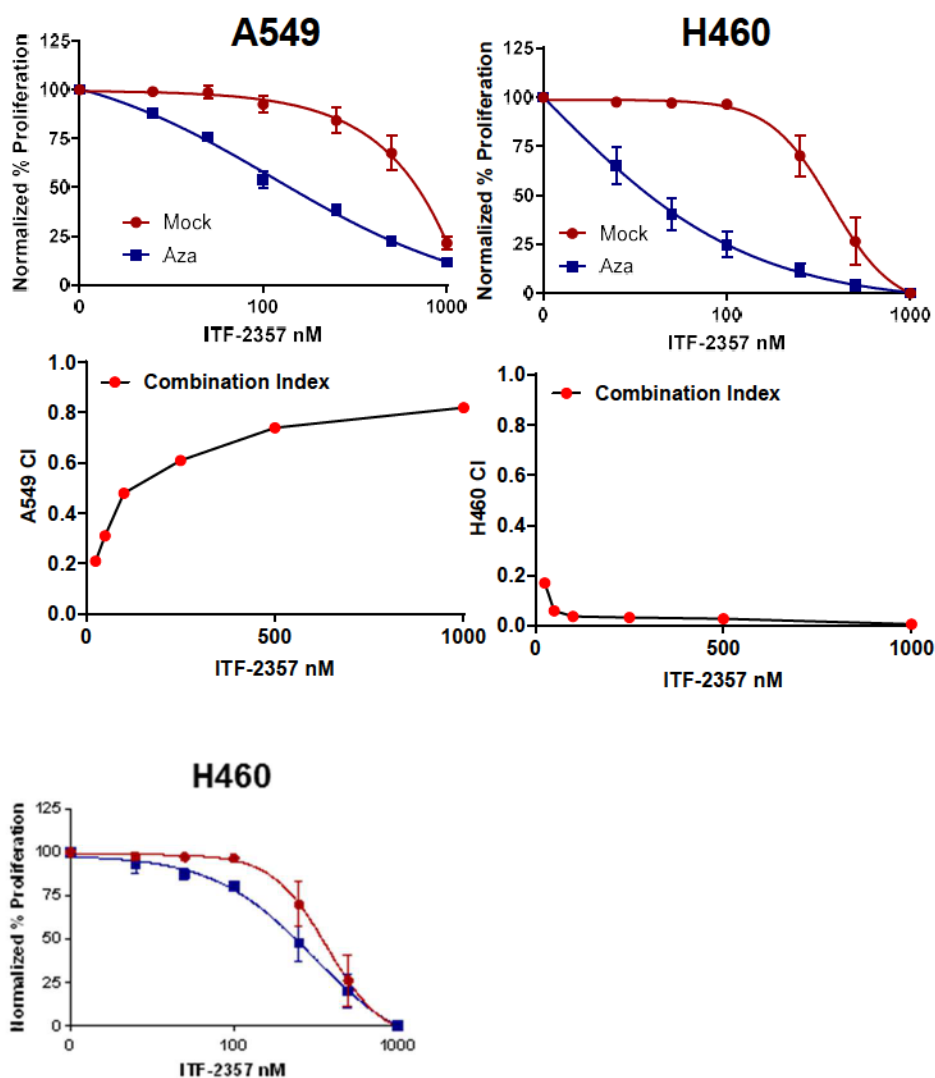 A549
Normalized % Proliferation
125
100
75
50
25
0
Mock
Aza
0
100
1000
ITF-2357 nM
H460
Normalized % Proliferation
125
100
75
50
25
0
Mock
Aza
0
100
1000
ITF-2357 nM
A549 CI
1.0
0.8
0.6
0.4
0.2
0.0
Combination Index
0
500
1000
ITF-2357 nM
H460 CI
1.0
0.8
0.6
0.4
0.2
0.0
Combination Index
0
500
1000
ITF-2357 nM
H460
Normalized % Proliferation
125
100
75
50
25
0
0
100
1000
ITF-2357 nM